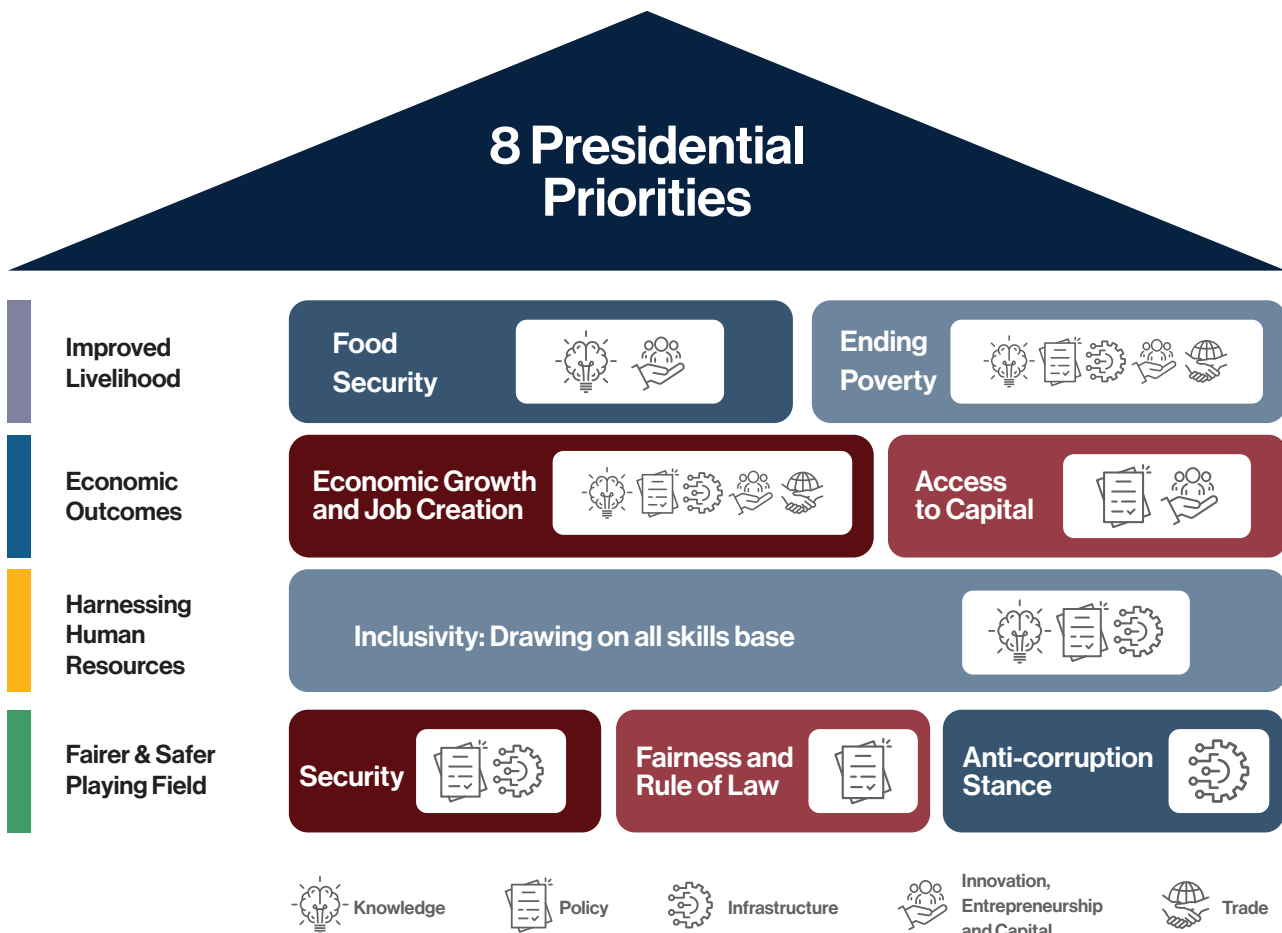 8 Presidential
Priorities
Improved
Livelihood
Food
Security
Ending
Poverty
Economic
Outcomes
Economic Growth
and Job Creation
Access
to Capital
Harnessing
Human
Resources
Inclusivity: Drawing on all skills base
Fairer & Safer
Playing Field
Security
Fairness and
Rule of Law
Anti-corruption
Stance
Knowledge
Policy
Infrastructure
Innovation,
Entrepreneurship
and Capital
Trade